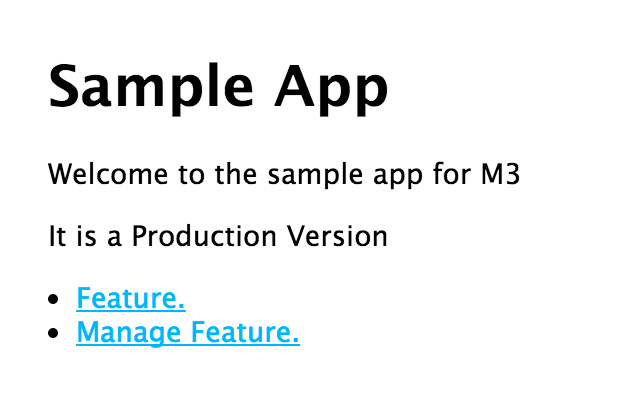 Sample App
Welcome to the sample app for M3
It is a Production Version
• Feature.
• Manage Feature.